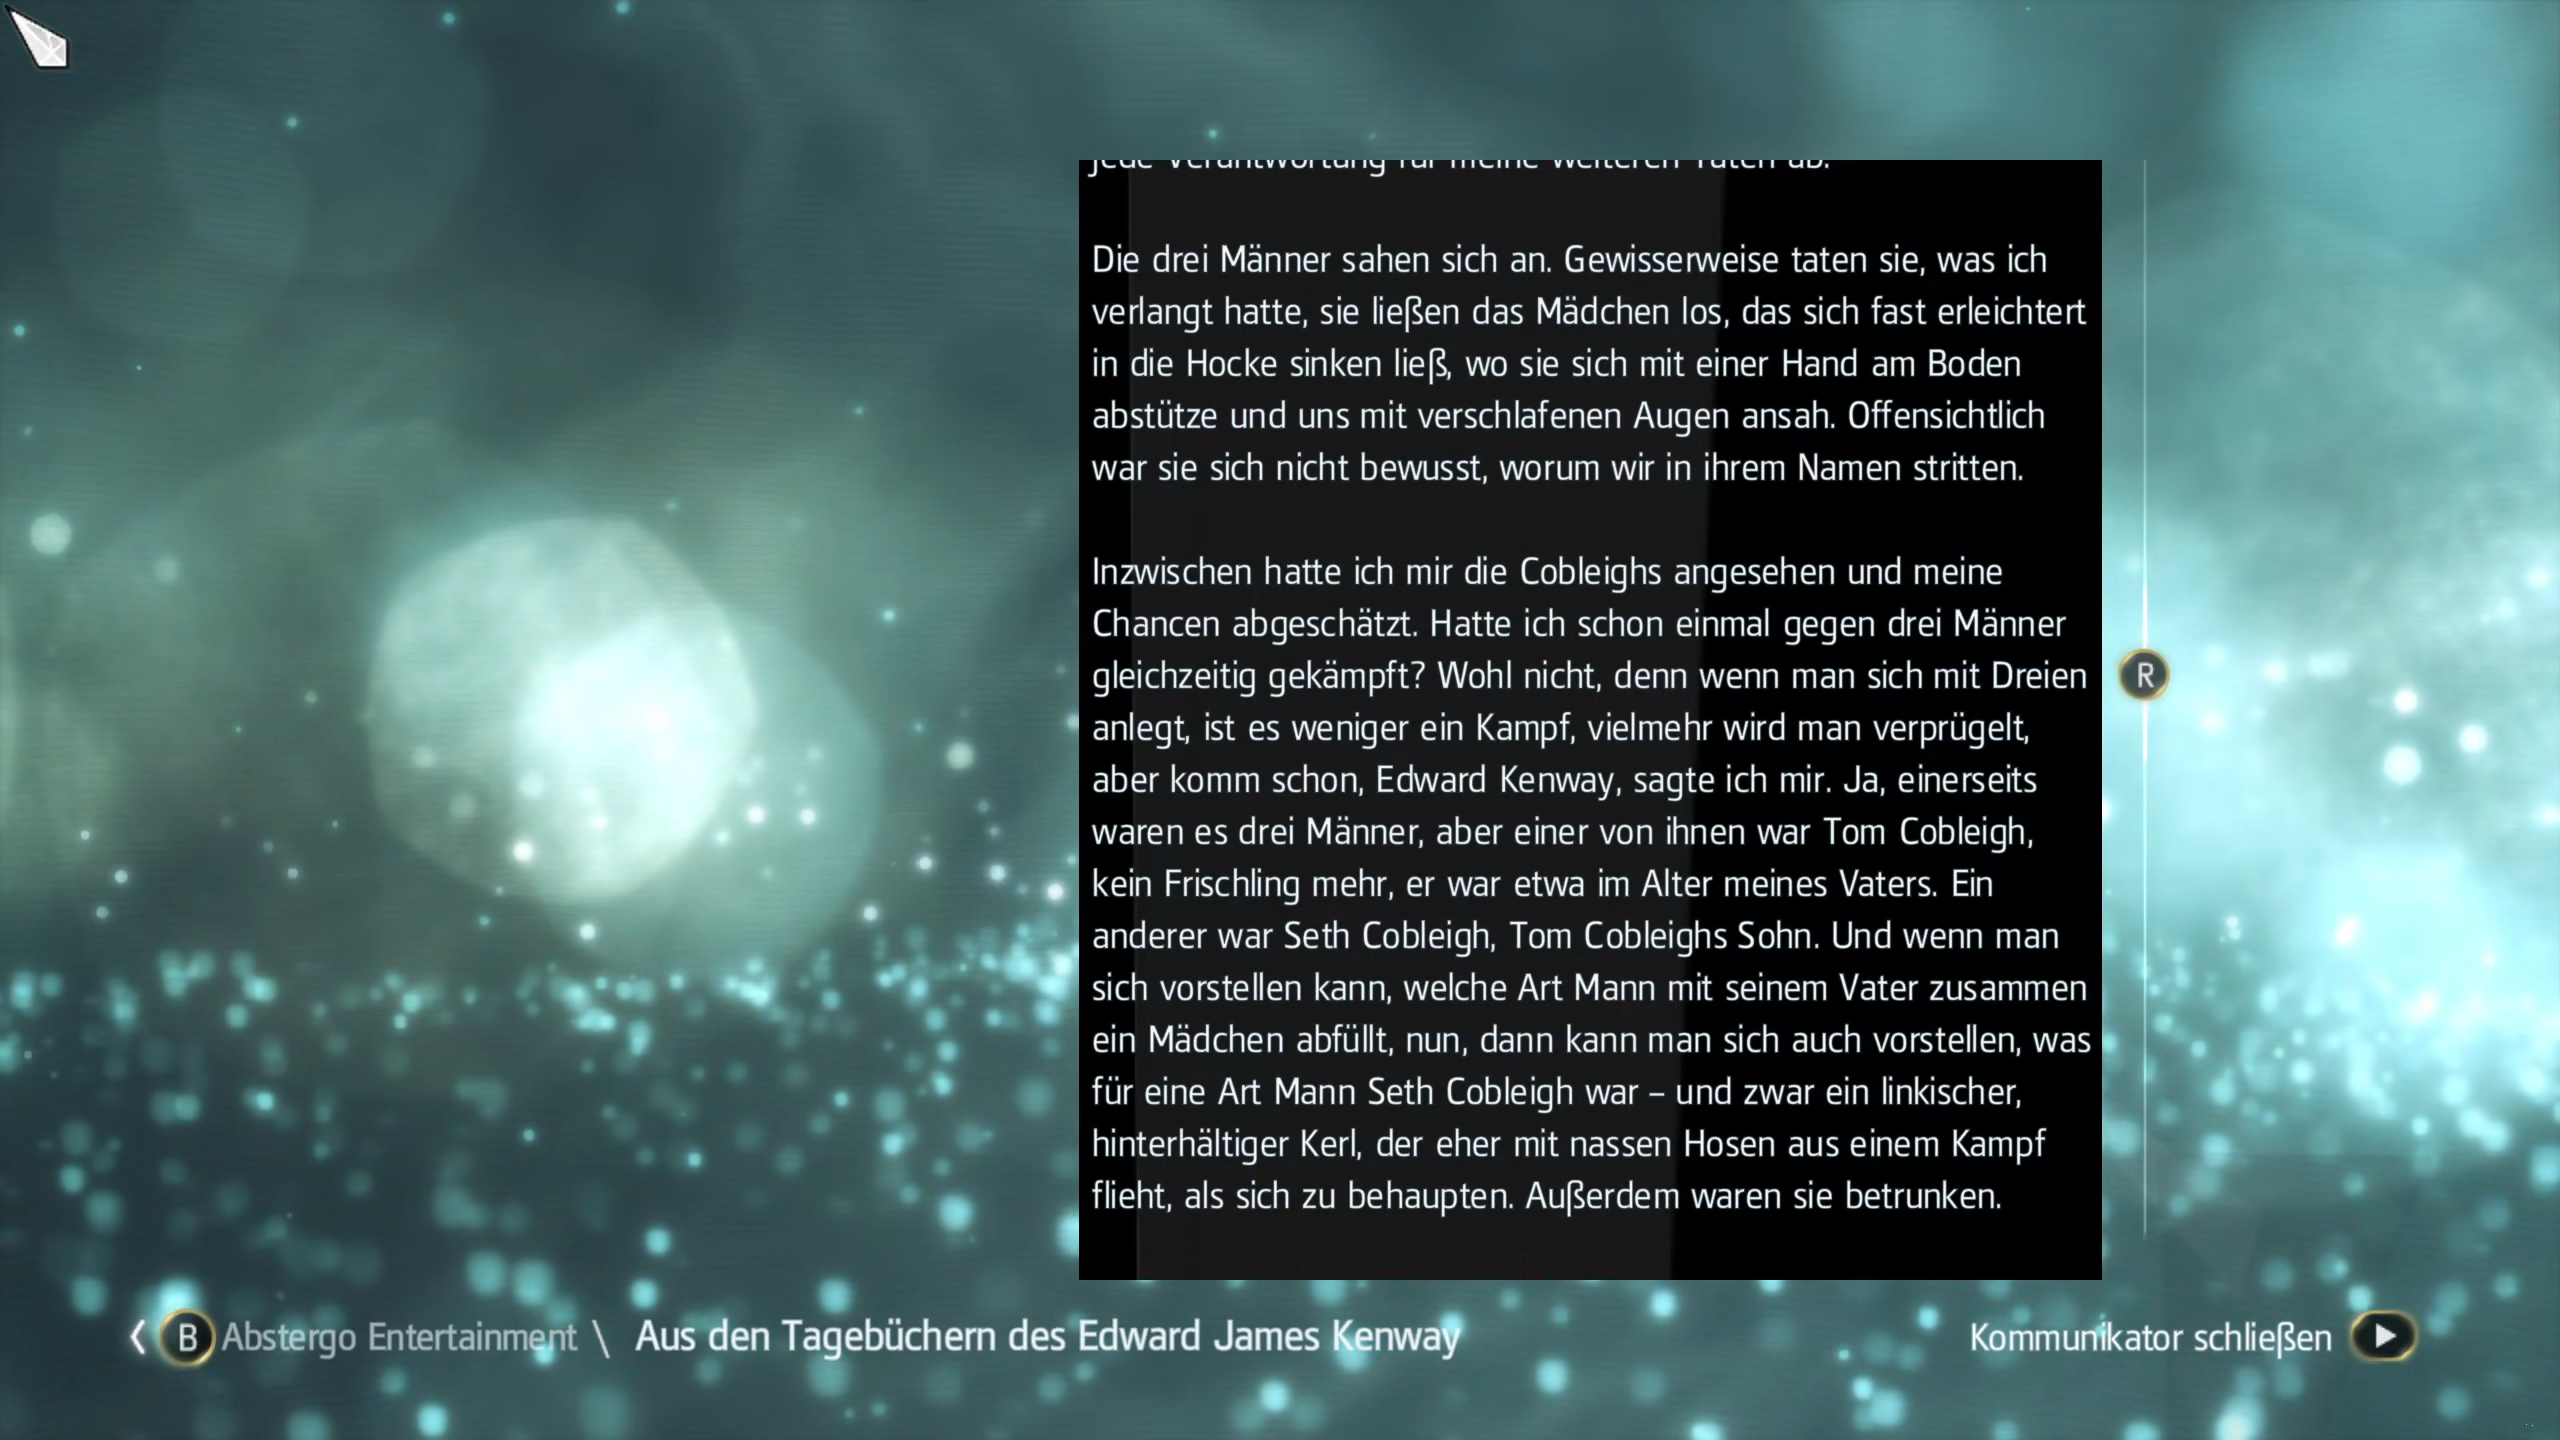 jede Verantwortung für meine weiteren Taten ab.
Die drei Männer sahen sich an. Gewisserweise taten sie, was ich
verlangt hatte, sie ließen das Mädchen los, das sich fast erleichtert
in die Hocke sinken ließ, wo sie sich mit einer Hand am Boden
abstütze und uns mit verschlafenen Augen ansah. Offensichtlich
war sie sich nicht bewusst, worum wir in ihrem Namen stritten.
Inzwischen hatte ich mir die Cobleighs angesehen und meine
Chancen abgeschätzt. Hatte ich schon einmal gegen drei Männer
gleichzeitig gekämpft? Wohl nicht, denn wenn man sich mit Dreien
anlegt, ist es weniger ein Kampf, vielmehr wird man verprügelt,
aber komm schon, Edward Kenway, sagte ich mir. Ja, einerseits
waren es drei Männer, aber einer von ihnen war Tom Cobleigh,
kein Frischling mehr, er war etwa im Alter meines Vaters. Ein
anderer war Seth Cobleigh, Tom Cobleighs Sohn. Und wenn man
sich vorstellen kann, welche Art Mann mit seinem Vater zusammen
ein Mädchen abfüllt, nun, dann kann man sich auch vorstellen, was
für eine Art Mann Seth Cobleigh war – und zwar ein linkischer,
hinterhältiger Kerl, der eher mit nassen Hosen aus einem Kampf
flieht, als sich zu behaupten. Außerdem waren sie betrunken.
R
B Abstergo Entertainment \ Aus den Tagebüchern des Edward James Kenway
Kommunikator schließen